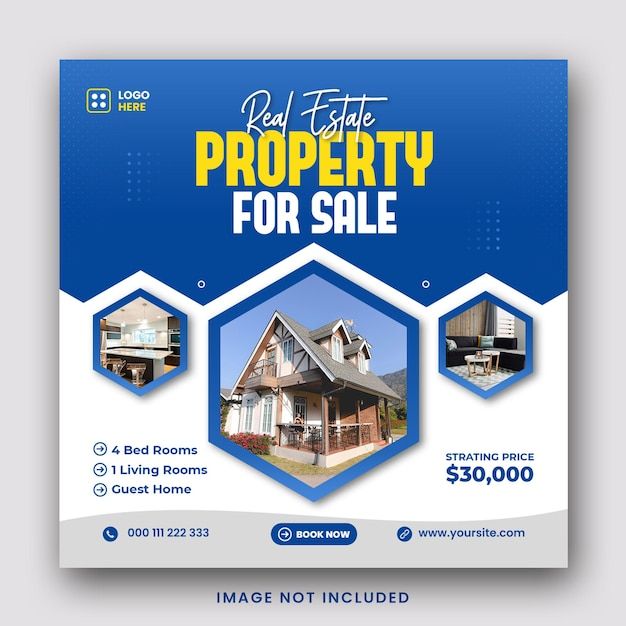 LOGO
HERE
Real Estate
PROPERTY
FOR SALE
4 Bed Rooms
1 Living Rooms
Guest Home
STRATING PRICE
$30,000
000 111 222 333
BOOK NOW
www.yoursite.com
IMAGE NOT INCLUDED